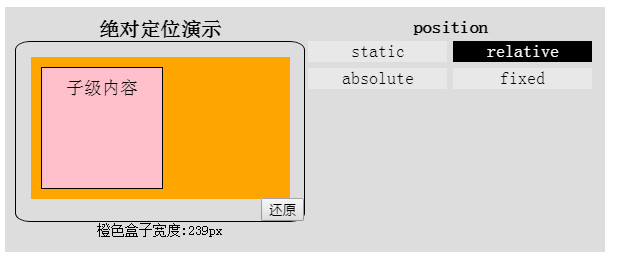 绝对定位演示
子级内容
还原
橙色盒子宽度:239px
position
static relative
absolute fixed